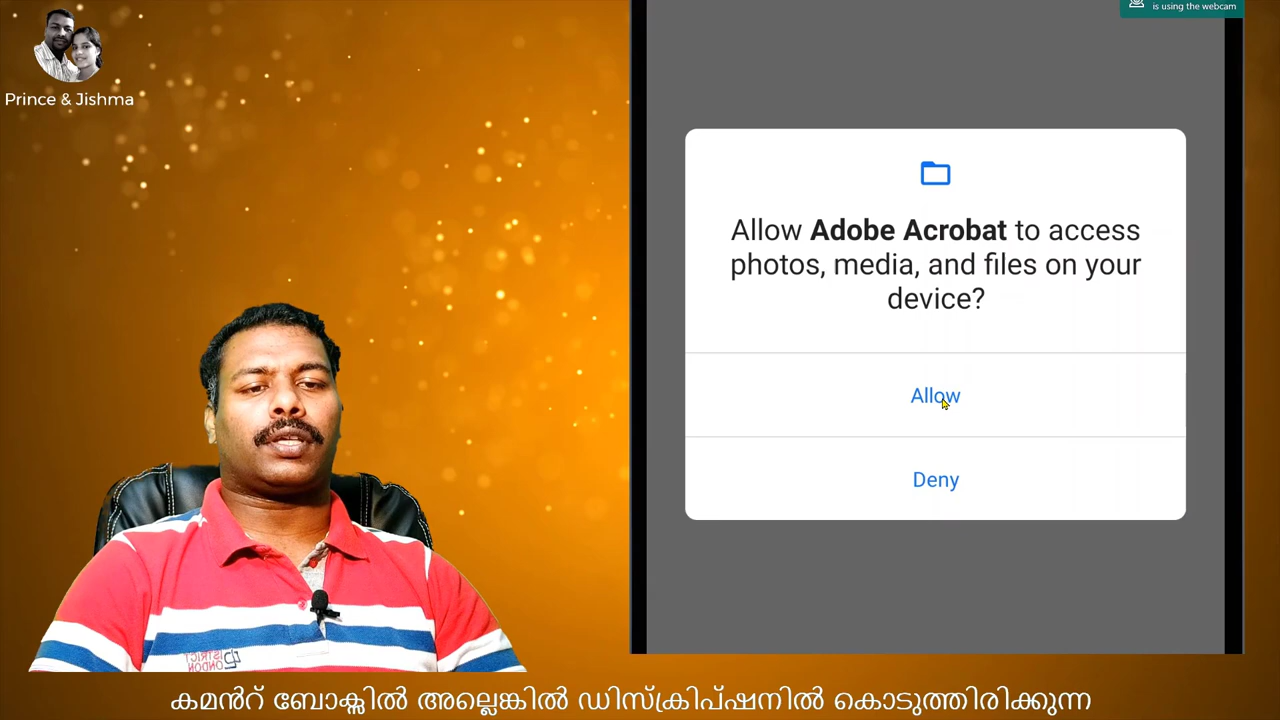 is using the webcam
Prince & Jishma
Allow Adobe Acrobat to access
photos, media, and files on your
device?
Allow
Deny
കമൻറ് ബോക്സിൽ അല്ലെങ്കിൽ ഡിസ്ക്രിപ്ഷനിൽ കൊടുത്തിരിക്കുന്ന